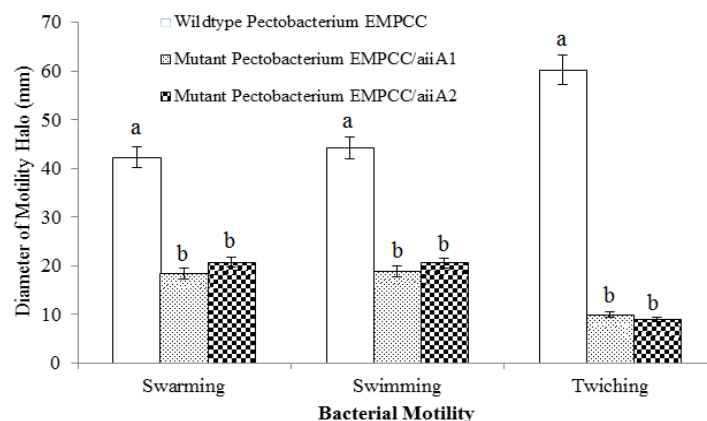 70
60
50
40
30
20
10
0
Diameter of Motility Halo (mm)
Wildtype Pectobacterium EMPCC
Mutant Pectobacterium EMPCC/aiiA1
Mutant Pectobacterium EMPCC/aiiA2
a
b
b
a
b
b
a
b
b
Swarming Swimming Twiching
Bacterial Motility